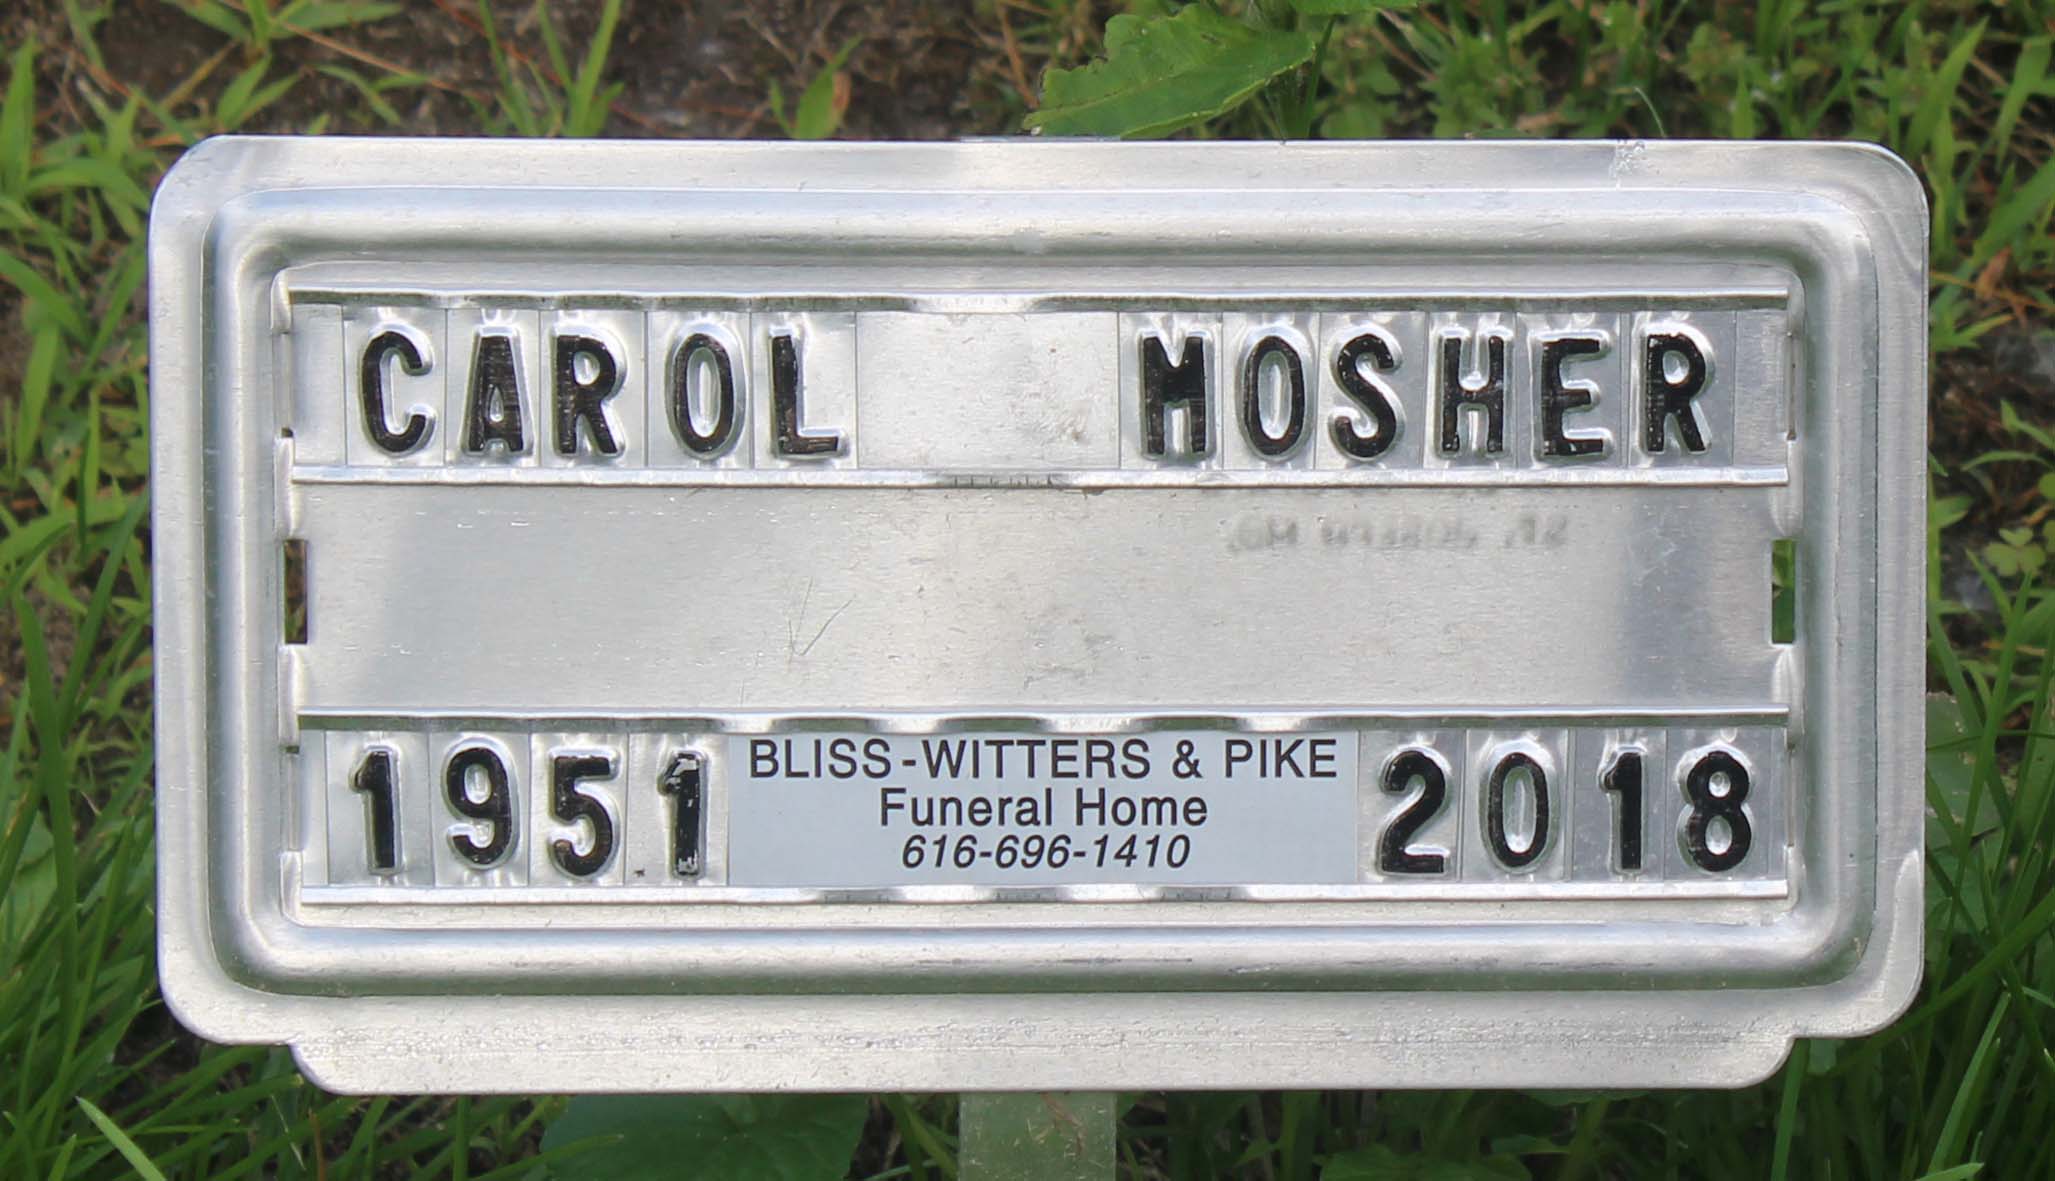 CAROL MOSHER
1951 BLISS-WITTERS & PIKE 2018
Funeral Home
616-696-1410